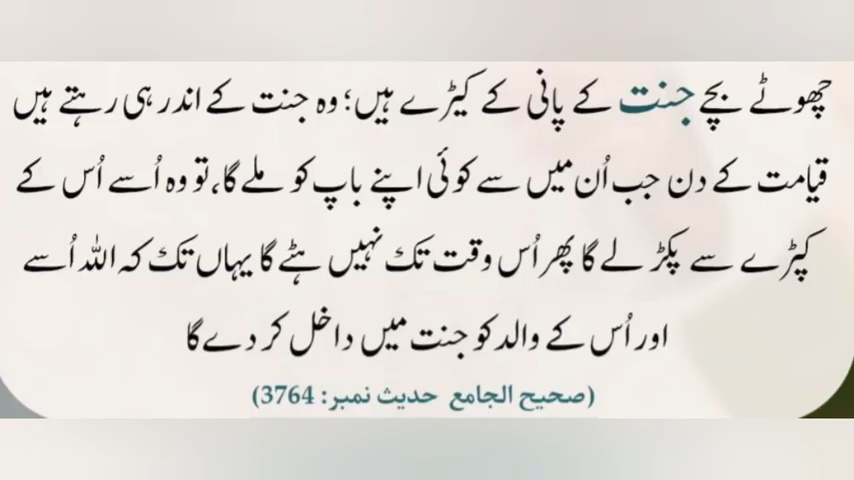 چھوٹے بچے جنت کے پانی کے کیڑے ہیں؛ وہ جنت کے اندر ہی رہتے ہیں
قیامت کے دن جب اُن میں سے کوئی اپنے باپ کو ملے گا، تو وہ اُسے اُس کے
کپڑے سے پکڑ لے گا پھر اُس وقت تک نہیں ہٹے گا یہاں تک کہ اللہ اُسے
اور اُس کے والد کو جنت میں داخل کر دے گا
(صحیح الجامع حدیث نمبر: 3764)